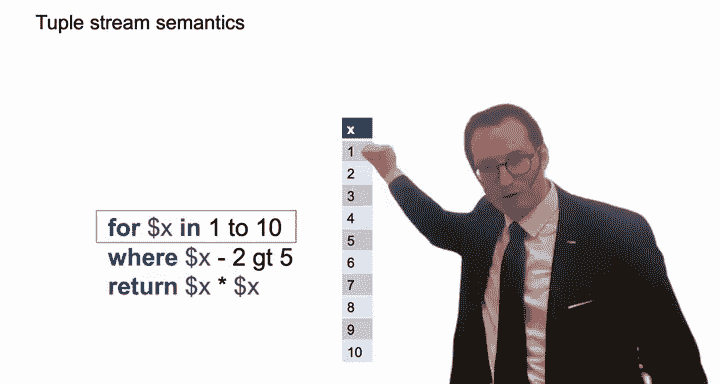 Tuple stream semantics
for $x in 1 to 10
where $x - 2 gt 5
return $x * $x
x
1
2
3
4
5
6
7
8
9
10